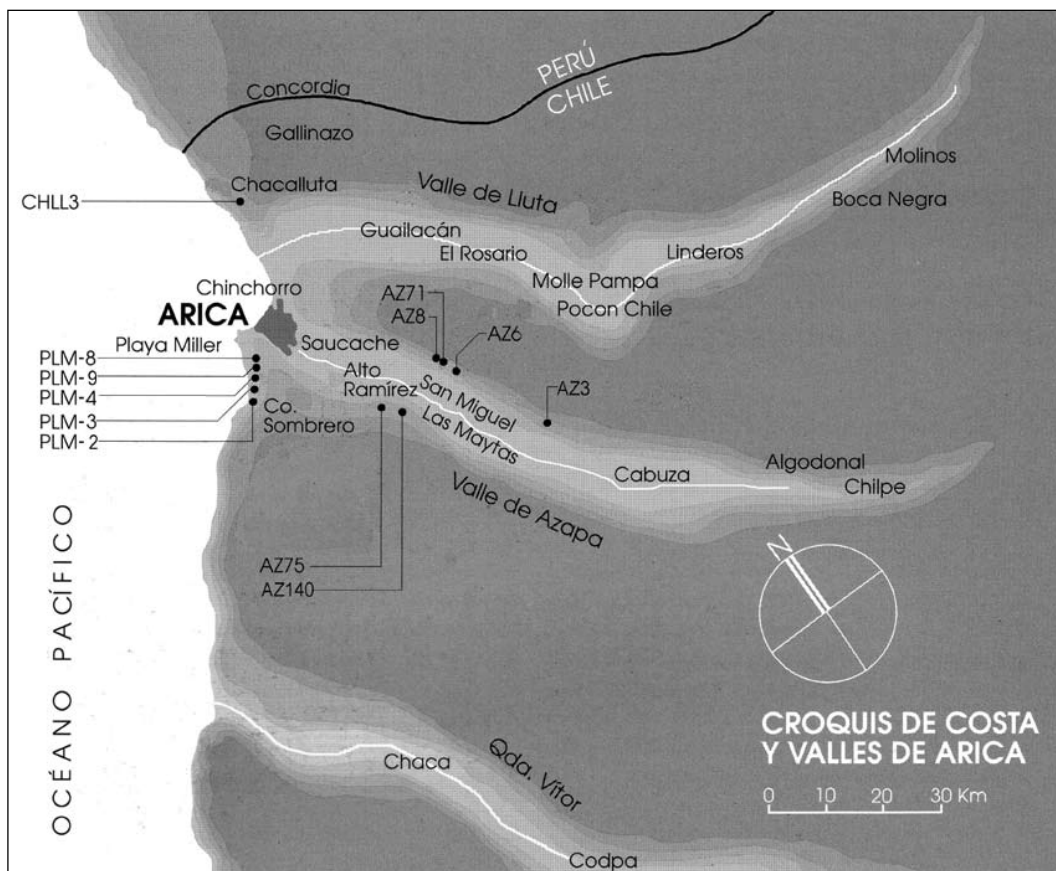 PERÚ
CHILE
Concordia
Gallinazo
Molinos
Boca Negra
Chacalluta
Valle de Lluta
CHLL3
Guailacán
El Rosario
Linderos
Molle Pampa
Pocon Chile
Chinchorro
ARICA
AZ71
AZ8
AZ6
Playa Miller
Saucache
PLM-8
PLM-9
PLM-4
PLM-3
PLM-2
Alto
Ramírez
San Miguel
AZ3
Co.
Sombrero
Las Maytas
Cabuza
Algodonal
Chilpe
Valle de Azapa
AZ75
AZ140
OCÉANO PACÍFICO
N
CROQUIS DE COSTA
Y VALLES DE ARICA
0 10 20 30 Km
Chaca
Qda. Vítor
Codpa